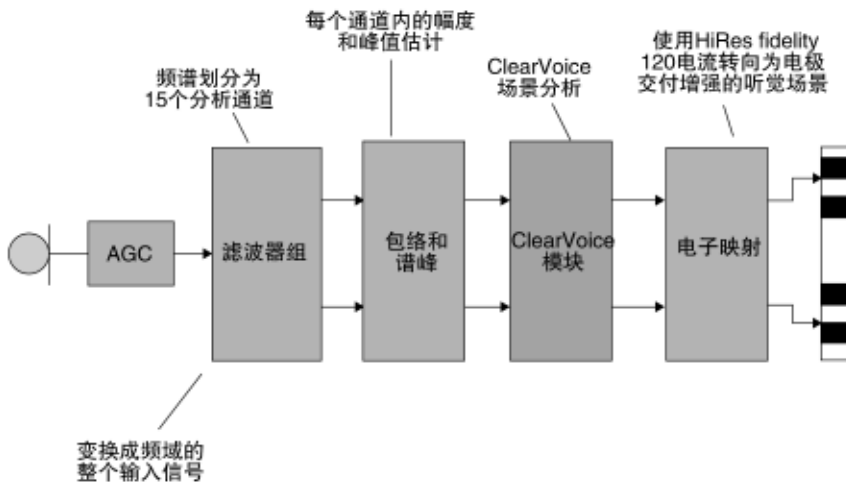 每个通道内的幅度
和峰值估计
使用HiRes fidelity
120电流转向为电极
交付增强的听觉场景
ClearVoice
场景分析
频谱划分为
15个分析通道
AGC
滤波器组
包络和
谱峰
ClearVoice
模块
电子映射
变换成频域的
整个输入信号